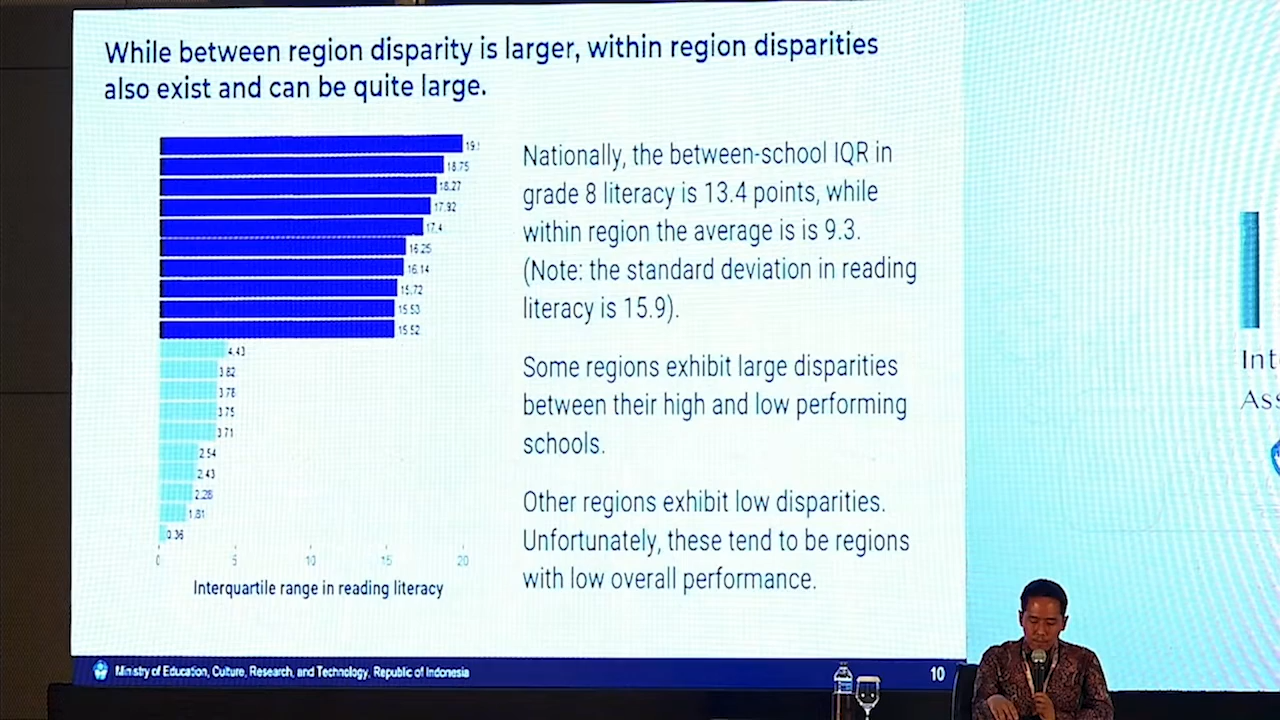 While between region disparity is larger, within region disparities
also exist and can be quite large.
18.75
18.27
17.92
17.4
16.25
16.14
15.72
15.53
15.52
4.43
3.82
3.78
3.75
3.71
2.54
2.43
2.28
1.81
0.36
0 5 10 15 20
Interquartile range in reading literacy
Nationally, the between-school IQR in
grade 8 literacy is 13.4 points, while
within region the average is is 9.3.
(Note: the standard deviation in reading
literacy is 15.9).
Some regions exhibit large disparities
between their high and low performing
schools.
Other regions exhibit low disparities.
Unfortunately, these tend to be regions
with low overall performance.
Ministry of Education, Culture, Research, and Technology, Republic of Indonesia
10